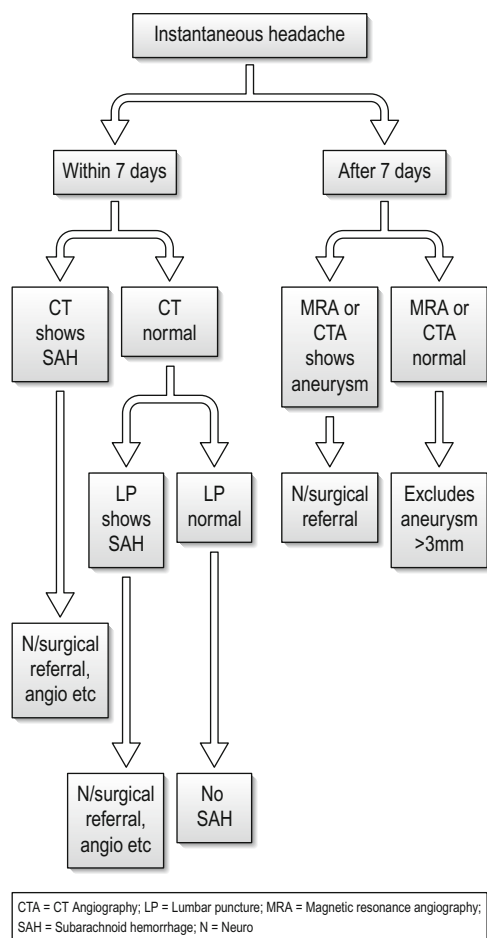 Instantaneous headache
Within 7 days
After 7 days
CT
shows
SAH
CT
normal
MRA or
CTA
shows
aneurysm
MRA or
CTA
normal
LP
shows
SAH
LP
normal
N/surgical
referral
Excludes
aneurysm
>3mm
N/surgical
referral,
angio etc
N/surgical
referral,
angio etc
No
SAH
CTA = CT Angiography; LP = Lumbar puncture; MRA = Magnetic resonance angiography;
SAH = Subarachnoid hemorrhage; N = Neuro